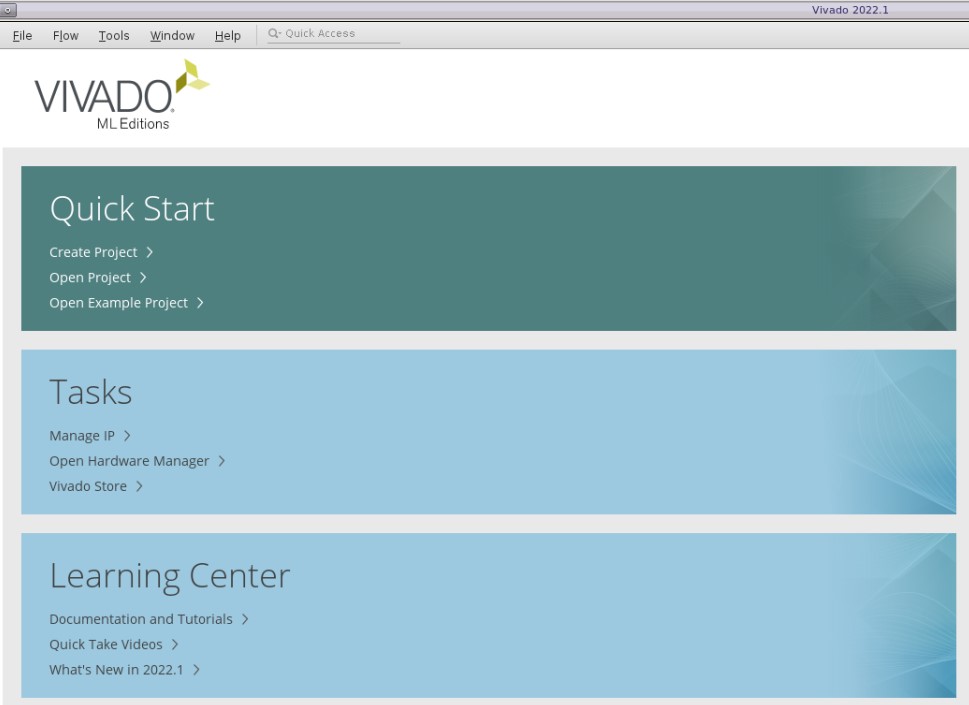 Vivado 2022.1
File Flow Tools Window Help Quick Access
VIVADO
ML Editions
Quick Start
Create Project
Open Project
Open Example Project
Tasks
Manage IP
Open Hardware Manager
Vivado Store
Learning Center
Documentation and Tutorials
Quick Take Videos
What's New in 2022.1